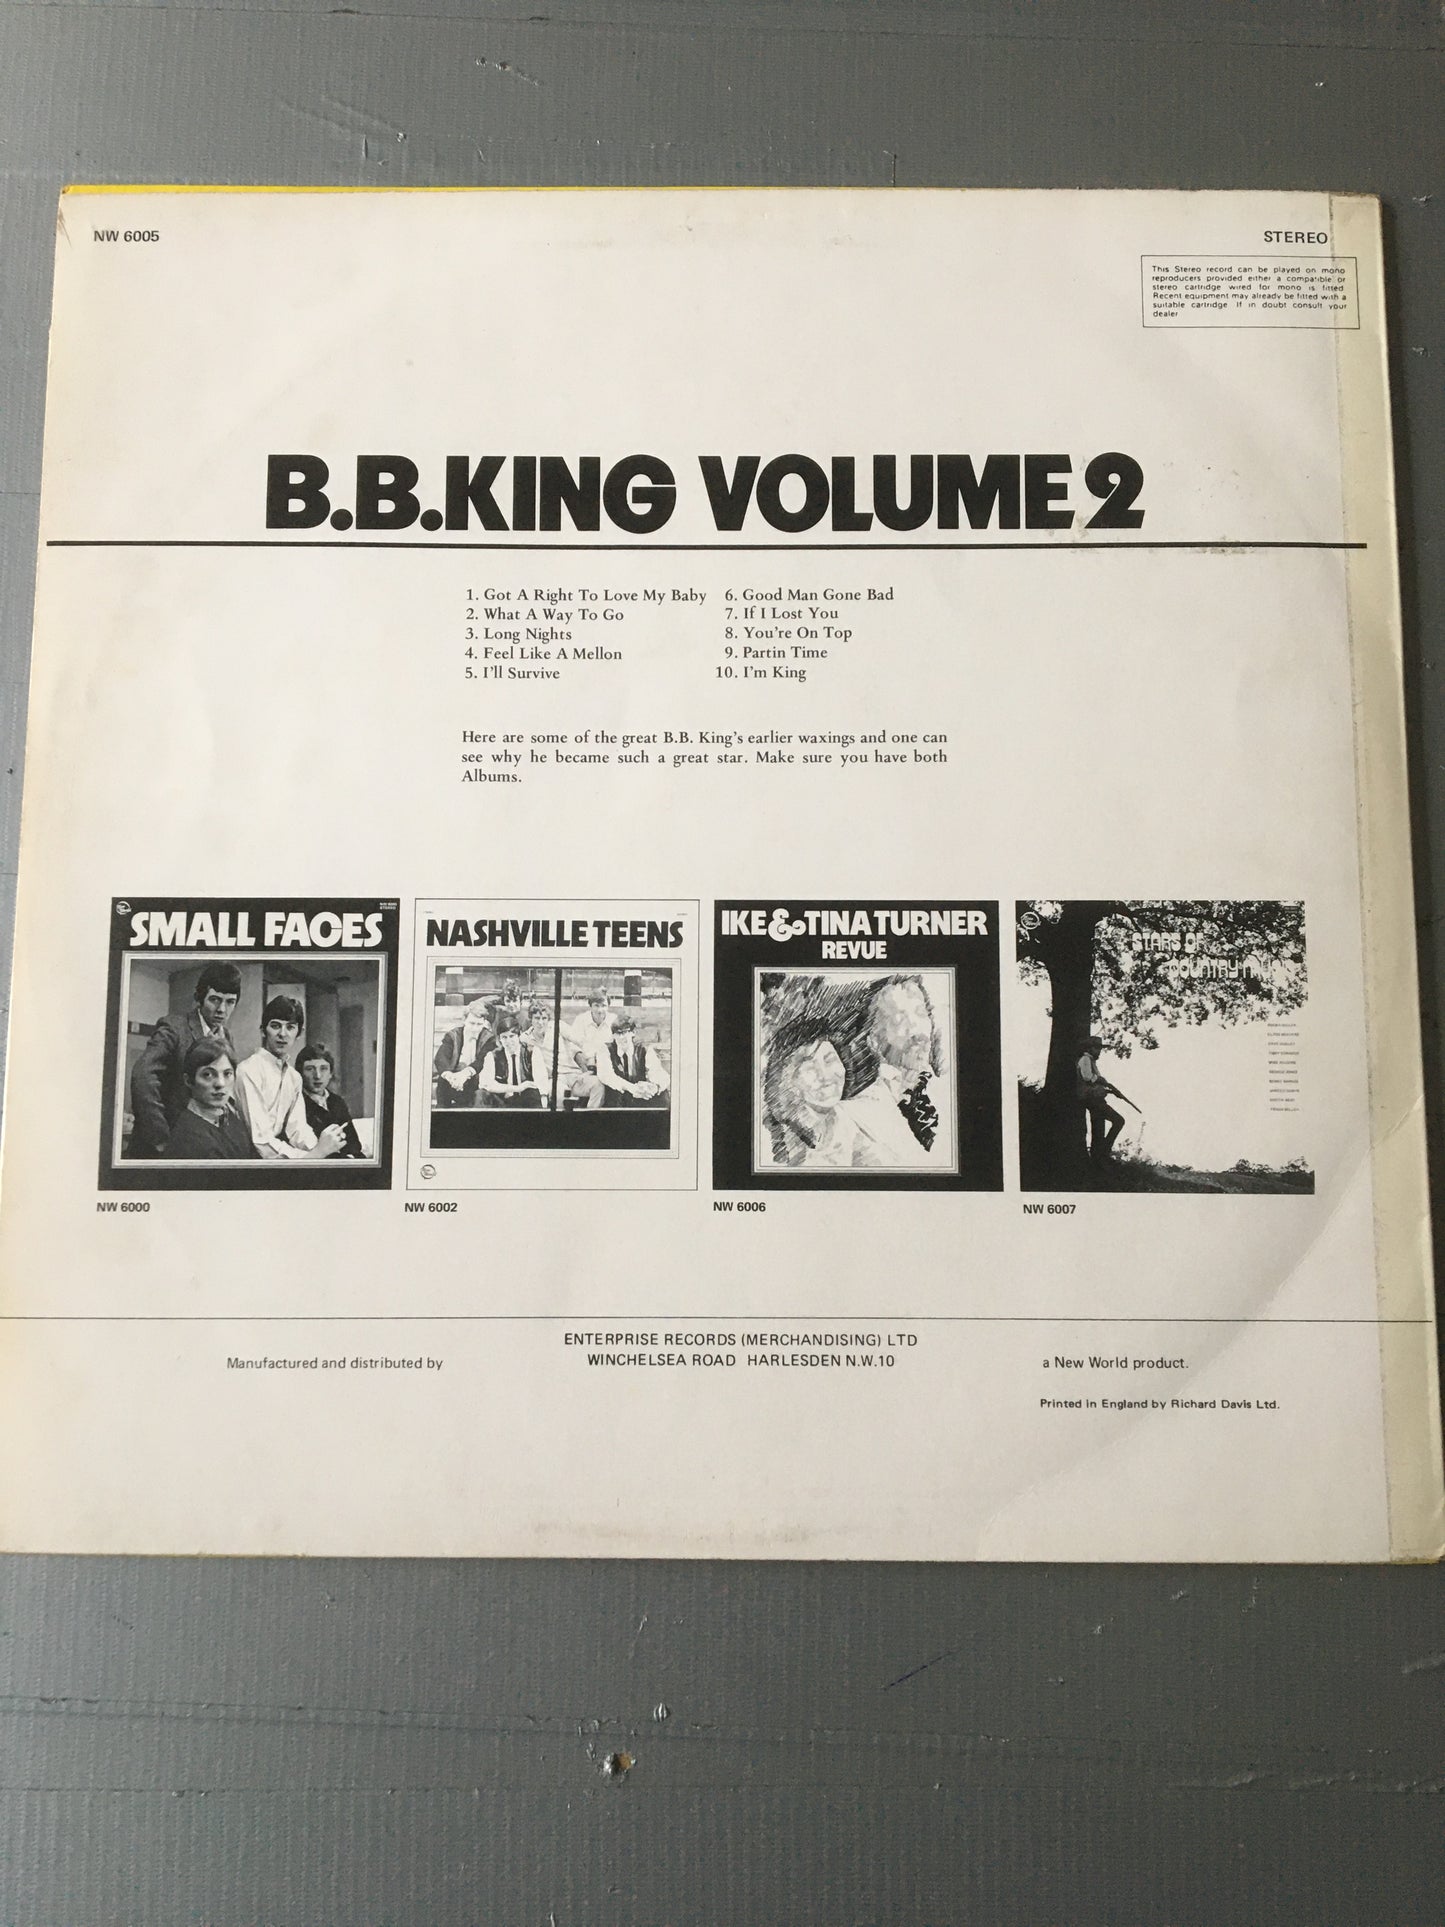 NW 6005
STEREO
This Stereo record can be played on mono
reproducers provided either a compatible or
stereo cartridge wired for mono is fitted
Recent equipment may already be fitted with a
suitable cartridge If in doubt consult your
dealer
B.B.KING VOLUME 2
1. Got A Right To Love My Baby
2. What A Way To Go
3. Long Nights
4. Feel Like A Mellon
5. I'll Survive
6. Good Man Gone Bad
7. If I Lost You
8. You're On Top
9. Partin Time
10. I'm King
Here are some of the great B.B. King's earlier waxings and one can
see why he became such a great star. Make sure you have both
Albums.
SMALL FACES
NW 6000
NASHVILLE TEENS
NW 6002
IKE & TINA TURNER
REVUE
NW 6006
STARS OF
COUNTRY MUSIC
NW 6007
Manufactured and distributed by
ENTERPRISE RECORDS (MERCHANDISING) LTD
WINCHELSEA ROAD HARLESDEN N.W.10
a New World product.
Printed in England by Richard Davis Ltd.